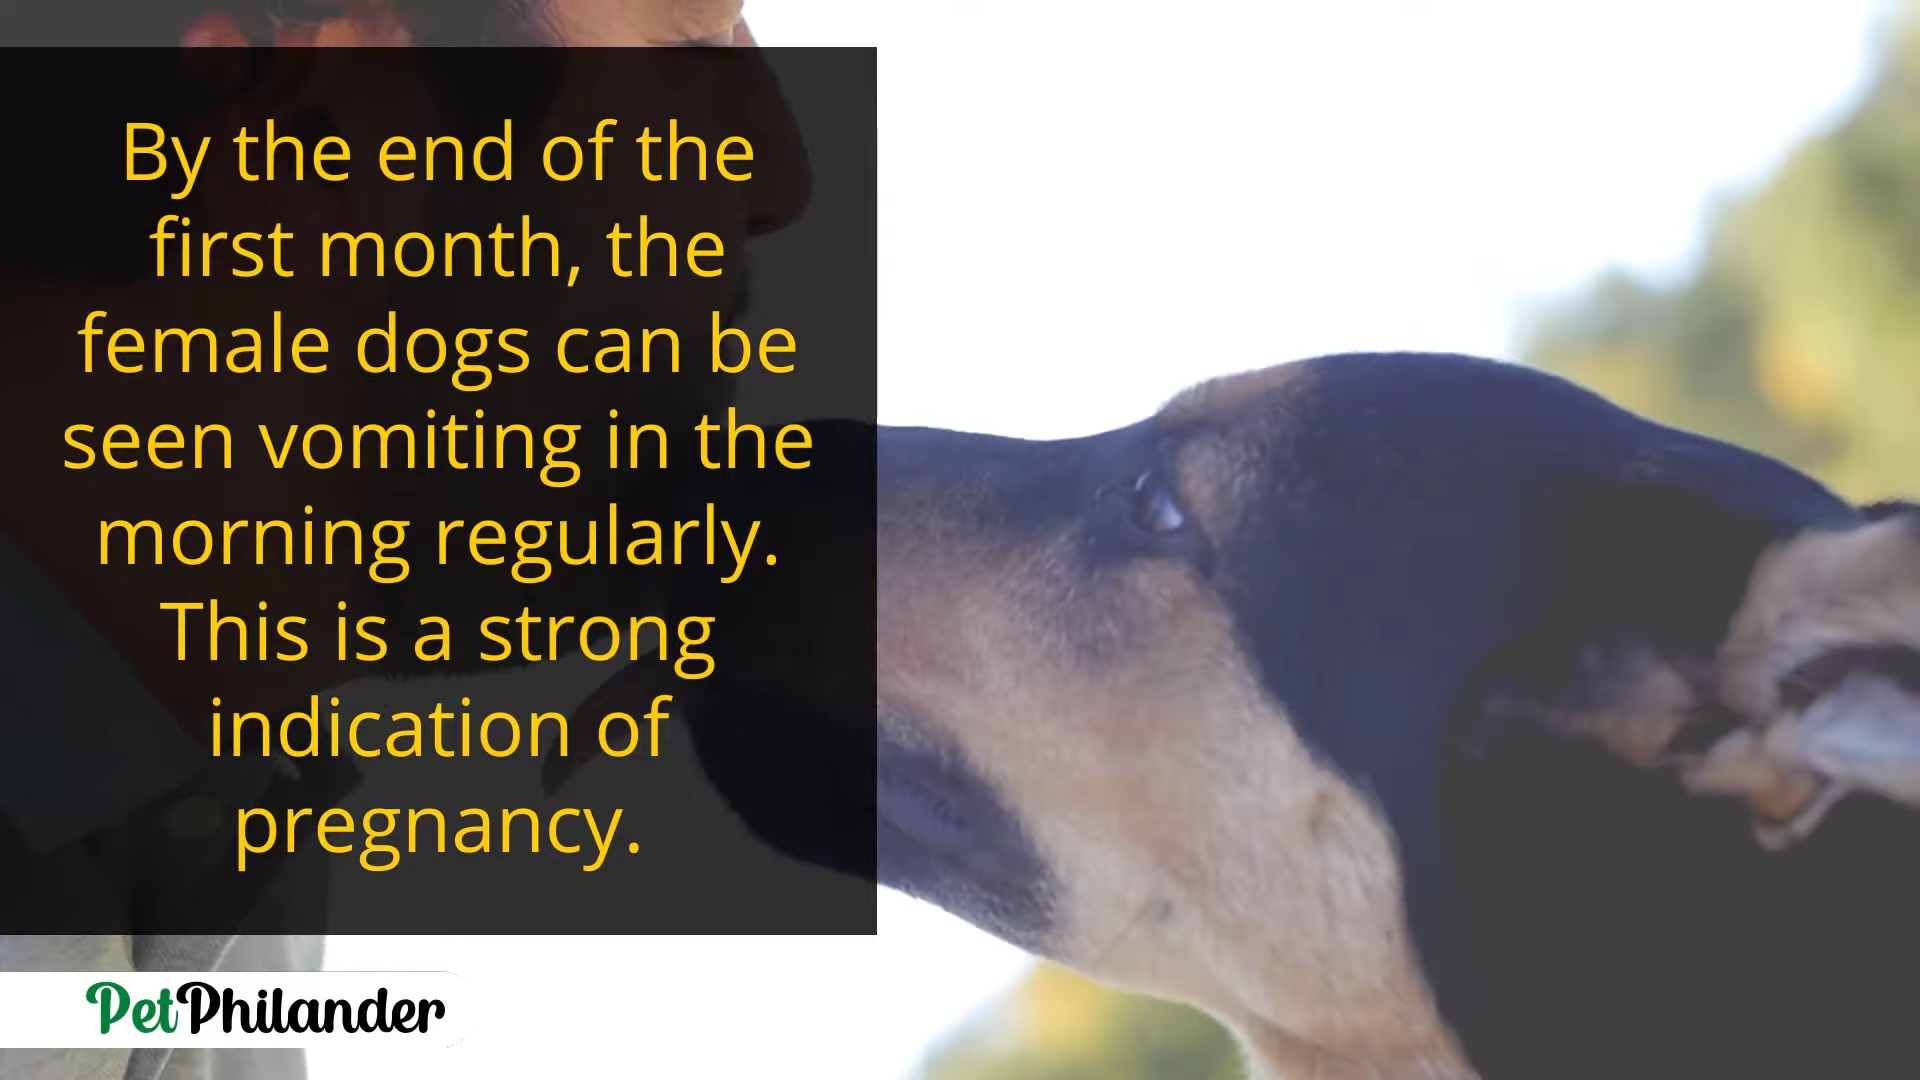 By the end of the
first month, the
female dogs can be
seen vomiting in the
morning regularly.
This is a strong
indication of
pregnancy.
PetPhilander